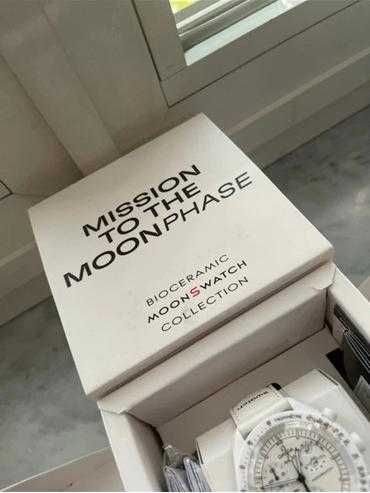 MISSION
TO THE
MOONPHASE
BIOCERAMIC
MOONSWATCH
COLLECTION